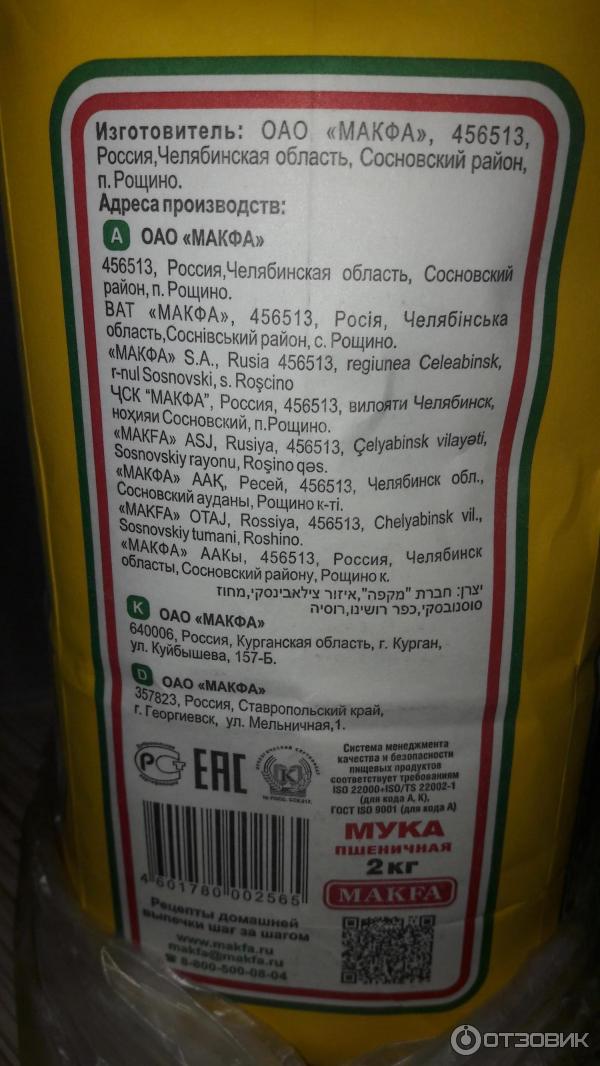 Изготовитель: ОАО «МАКФА», 456513,
Россия,Челябинская область, Сосновский район,
п. Рощино.
Адреса производств:
А ОАО «МАКФА»
456513, Россия,Челябинская область, Сосновский
район, п. Рощино.
ВАТ «МАКФА», 456513, Росія, Челябінська
область,Соснівський район, с. Рощино.
«МАКФА» S.A., Rusia 456513, regiunea Celeabinsk,
r-nul Sosnovski, s. Roşcino
ҶСК "МАКФА", Россия, 456513, вилояти Челябинск,
ноҳияи Сосновский, п.Рощино.
«MAKFA» ASJ, Rusiya, 456513, Çelyabinsk vilayəti,
Sosnovskiy rayonu, Roşino qəs.
«МАКФА» ААҚ, Ресей, 456513, Челябинск обл.,
Сосновский ауданы, Рощино к-ті.
«MAKFA» OTAJ, Rossiya, 456513, Chelyabinsk vil.,
Sosnovskiy tumani, Roshino.
«МАКФА» ААКы, 456513, Россия, Челябинск
областы, Сосновский району, Рощино к.
יצרן: חברת "מקפה", איזור צ'ילאבינסקי, מחוז
סוסנובסקי, כפר רושינו, רוסיה
К ОАО «МАКФА»
640006, Россия, Курганская область, г. Курган,
ул. Куйбышева, 157-Б.
D ОАО «МАКФА»
357823, Россия, Ставропольский край,
г. Георгиевск, ул. Мельничная,1.
РСТ ЕАС К
Система менеджмента
качества и безопасности
пищевых продуктов
соответствует требованиям
ISO 22000+ISO/TS 22002-1
(для кода А, К),
ГОСТ ISO 9001 (для кода А)
МУКА
ПШЕНИЧНАЯ
2 КГ
MAKFA
4 601780 002565
Рецепты домашней
выпечки шаг за шагом
www.makfa.ru
makfa@makfa.ru
8-800-500-08-04
ОТЗОВИК